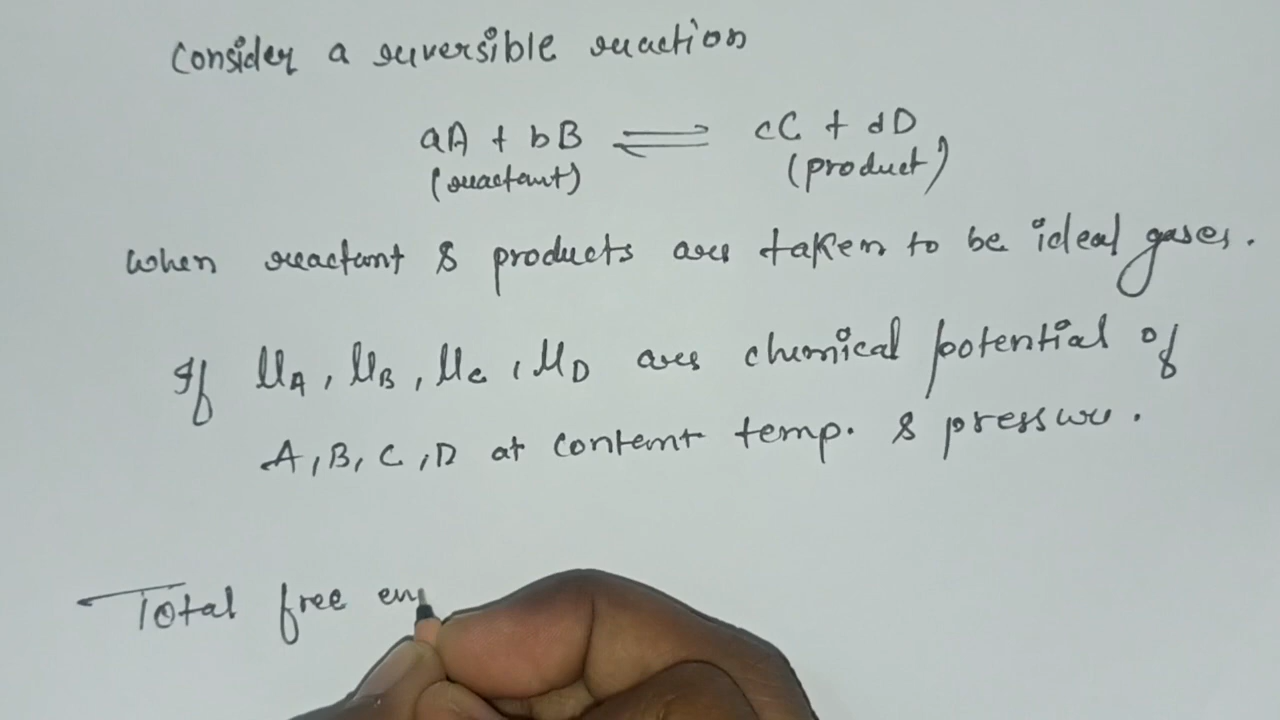 Consider a reversible reaction
aA + bB ⇌ cC + dD
(reactant) (product)
when reactant & products are taken to be ideal gases.
If μA, μB, μC, μD are chemical potential of
A, B, C, D at content temp. & pressure.
Total free en